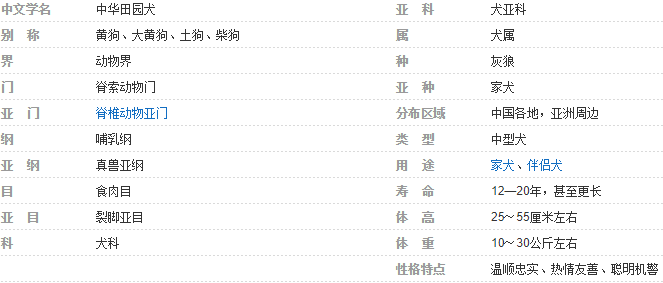 中文学名 中华田园犬
别 称 黄狗、大黄狗、土狗、柴狗
界 动物界
门 脊索动物门
亚 门 脊椎动物亚门
纲 哺乳纲
亚 纲 真兽亚纲
目 食肉目
亚 目 裂脚亚目
科 犬科
亚 科 犬亚科
属 犬属
种 灰狼
亚 种 家犬
分布区域 中国各地，亚洲周边
类 型 中型犬
用 途 家犬、伴侣犬
寿 命 12—20年，甚至更长
体 高 25～55厘米左右
体 重 10～30公斤左右
性格特点 温顺忠实、热情友善、聪明机警